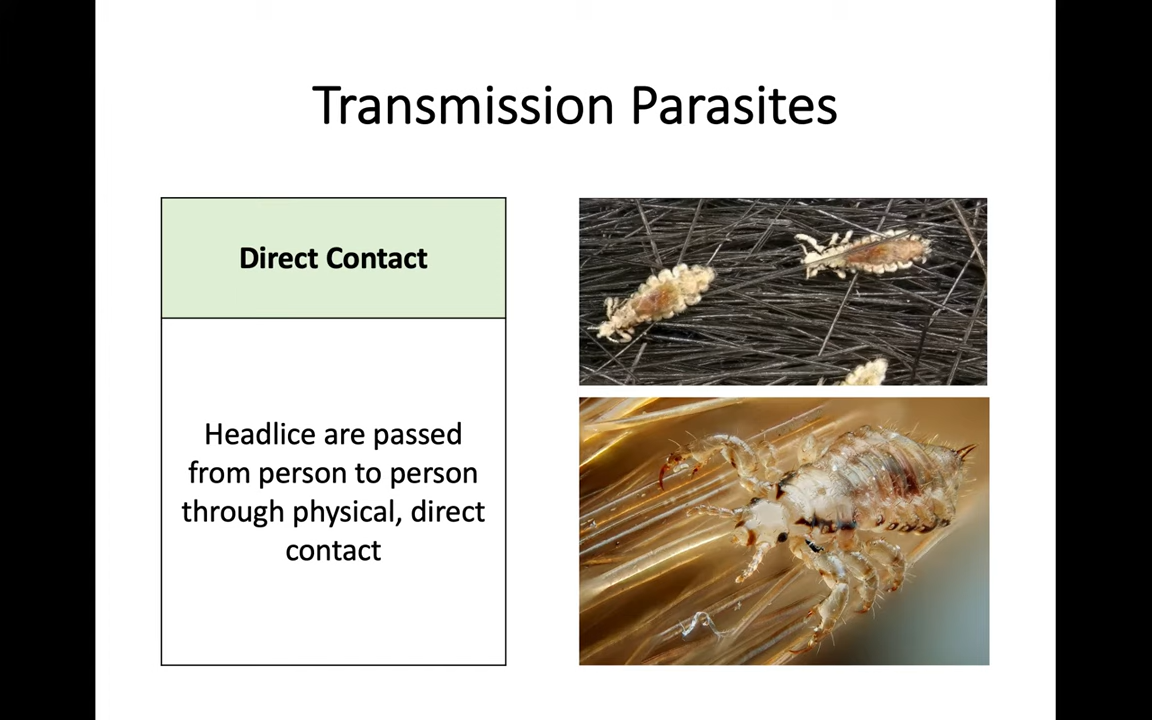 Transmission Parasites
Direct Contact
Headlice are passed
from person to person
through physical, direct
contact